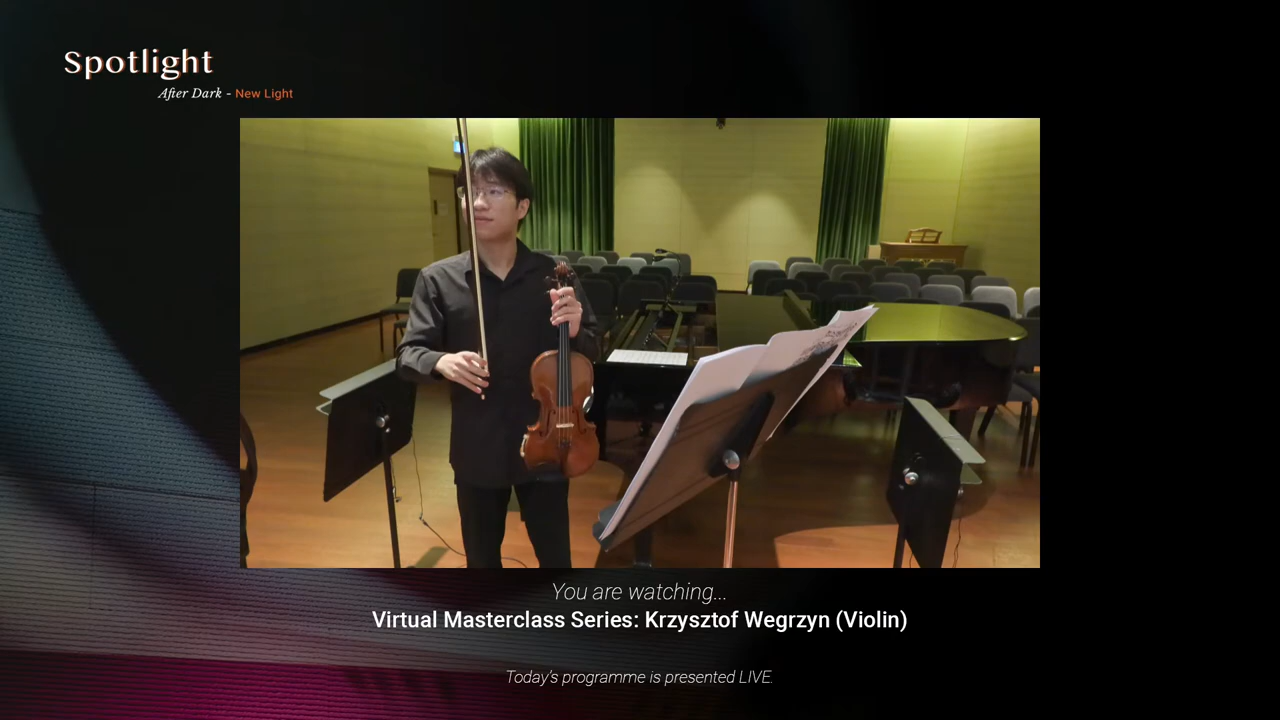 Spotlight
After Dark - New Light
You are watching...
Virtual Masterclass Series: Krzysztof Wegrzyn (Violin)
Today's programme is presented LIVE.